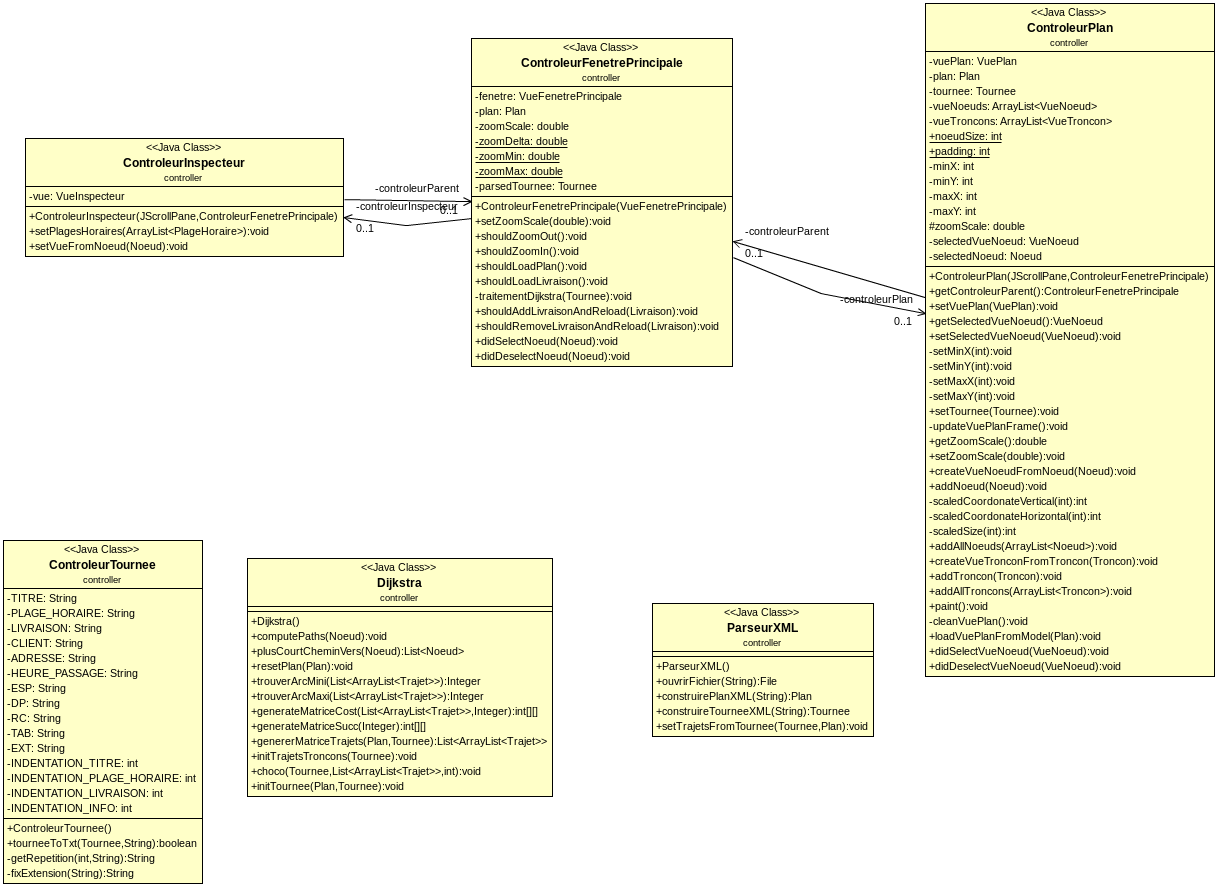 <<Java Class>>
ControleurInspecteur
controller
-vue: VueInspecteur
+ControleurInspecteur(JScrollPane,ControleurFenetrePrincipale)
+setPlagesHoraires(ArrayList<PlageHoraire>):void
+setVueFromNoeud(Noeud):void
-controleurParent
0..1
-controleurInspecteur
0..1
<<Java Class>>
ControleurFenetrePrincipale
controller
-fenetre: VueFenetrePrincipale
-plan: Plan
-zoomScale: double
-zoomDelta: double
-zoomMin: double
-zoomMax: double
-parsedTournee: Tournee
+ControleurFenetrePrincipale(VueFenetrePrincipale)
+setZoomScale(double):void
+shouldZoomOut():void
+shouldZoomIn():void
+shouldLoadPlan():void
+shouldLoadLivraison():void
-traitementDijkstra(Tournee):void
+shouldAddLivraisonAndReload(Livraison):void
+shouldRemoveLivraisonAndReload(Livraison):void
+didSelectNoeud(Noeud):void
+didDeselectNoeud(Noeud):void
-controleurParent
0..1
-controleurPlan
0..1
<<Java Class>>
ControleurPlan
controller
-vuePlan: VuePlan
-plan: Plan
-tournee: Tournee
-vueNoeuds: ArrayList<VueNoeud>
-vueTroncons: ArrayList<VueTroncon>
+noeudSize: int
+padding: int
-minX: int
-minY: int
-maxX: int
-maxY: int
#zoomScale: double
-selectedVueNoeud: VueNoeud
-selectedNoeud: Noeud
+ControleurPlan(JScrollPane,ControleurFenetrePrincipale)
+getControleurParent():ControleurFenetrePrincipale
+setVuePlan(VuePlan):void
+getSelectedVueNoeud():VueNoeud
+setSelectedVueNoeud(VueNoeud):void
-setMinX(int):void
-setMinY(int):void
-setMaxX(int):void
-setMaxY(int):void
+setTournee(Tournee):void
-updateVuePlanFrame():void
+getZoomScale():double
+setZoomScale(double):void
+createVueNoeudFromNoeud(Noeud):void
+addNoeud(Noeud):void
-scaledCoordonateVertical(int):int
-scaledCoordonateHorizontal(int):int
-scaledSize(int):int
+addAllNoeuds(ArrayList<Noeud>):void
+createVueTronconFromTroncon(Troncon):void
+addTroncon(Troncon):void
+addAllTroncons(ArrayList<Troncon>):void
+paint():void
-cleanVuePlan():void
+loadVuePlanFromModel(Plan):void
+didSelectVueNoeud(VueNoeud):void
+didDeselectVueNoeud(VueNoeud):void
<<Java Class>>
ControleurTournee
controller
-TITRE: String
-PLAGE_HORAIRE: String
-LIVRAISON: String
-CLIENT: String
-ADRESSE: String
-HEURE_PASSAGE: String
-ESP: String
-DP: String
-RC: String
-TAB: String
-EXT: String
-INDENTATION_TITRE: int
-INDENTATION_PLAGE_HORAIRE: int
-INDENTATION_LIVRAISON: int
-INDENTATION_INFO: int
+ControleurTournee()
+tourneeToTxt(Tournee,String):boolean
-getRepetition(int,String):String
-fixExtension(String):String
<<Java Class>>
Dijkstra
controller
+Dijkstra()
+computePaths(Noeud):void
+plusCourtCheminVers(Noeud):List<Noeud>
+resetPlan(Plan):void
+trouverArcMini(List<ArrayList<Trajet>>):Integer
+trouverArcMaxi(List<ArrayList<Trajet>>):Integer
+generateMatriceCost(List<ArrayList<Trajet>>,Integer):int[][]
+generateMatriceSucc(Integer):int[][]
+genererMatriceTrajets(Plan,Tournee):List<ArrayList<Trajet>>
+initTrajetsTroncons(Tournee):void
+choco(Tournee,List<ArrayList<Trajet>>,int):void
+initTournee(Plan,Tournee):void
<<Java Class>>
ParseurXML
controller
+ParseurXML()
+ouvrirFichier(String):File
+construirePlanXML(String):Plan
+construireTourneeXML(String):Tournee
+setTrajetsFromTournee(Tournee,Plan):void